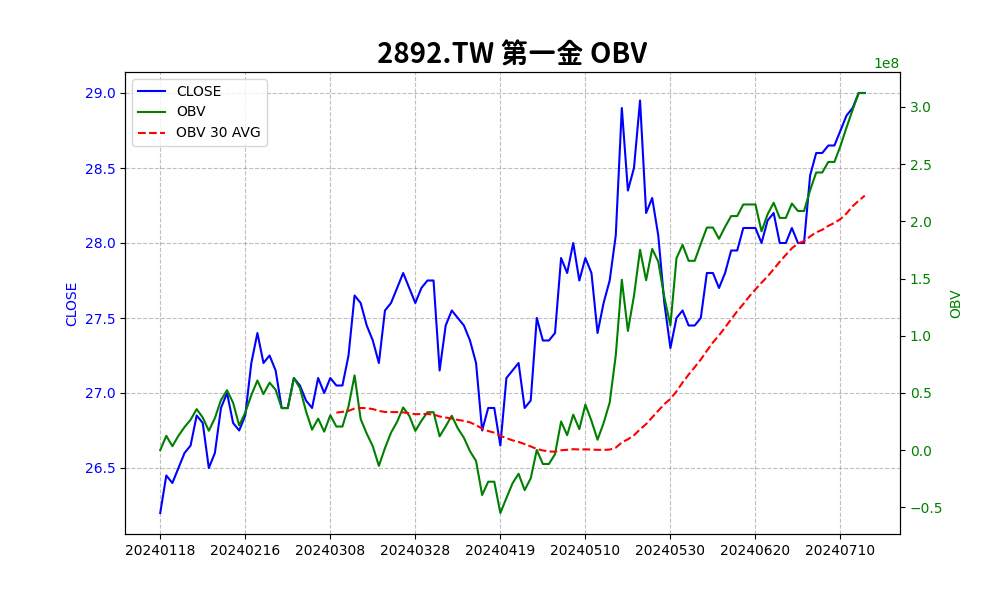 2892.TW 第一金 OBV
1e8
CLOSE
OBV
OBV 30 AVG
29.0
28.5
28.0
27.5
27.0
26.5
CLOSE
3.0
2.5
2.0
1.5
1.0
0.5
0.0
−0.5
OBV
20240118 20240216 20240308 20240328 20240419 20240510 20240530 20240620 20240710